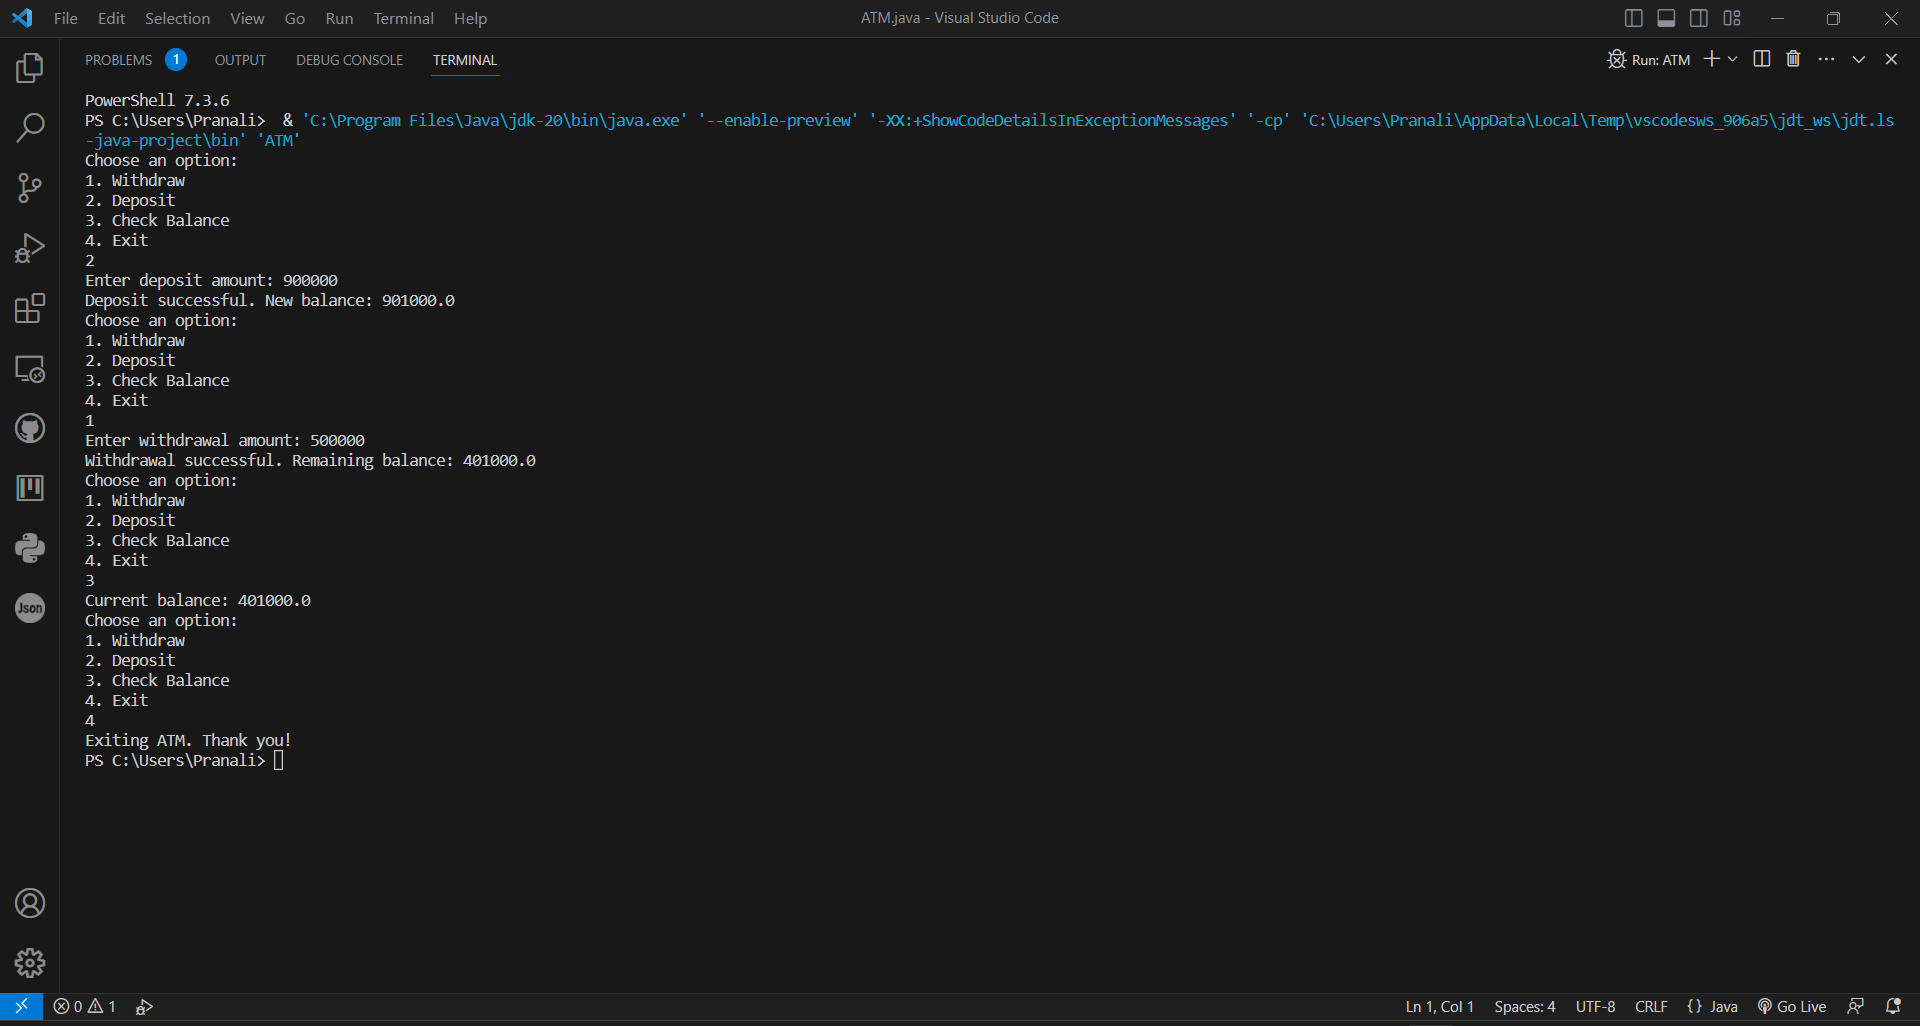 File Edit Selection View Go Run Terminal Help
ATM.java - Visual Studio Code
PROBLEMS 1 OUTPUT DEBUG CONSOLE TERMINAL
Run: ATM
PowerShell 7.3.6
PS C:\Users\Pranali>  & 'C:\Program Files\Java\jdk-20\bin\java.exe' '--enable-preview' '-XX:+ShowCodeDetailsInExceptionMessages' '-cp' 'C:\Users\Pranali\AppData\Local\Temp\vscodesws_906a5\jdt_ws\jdt.ls
-java-project\bin' 'ATM'
Choose an option:
1. Withdraw
2. Deposit
3. Check Balance
4. Exit
2
Enter deposit amount: 900000
Deposit successful. New balance: 901000.0
Choose an option:
1. Withdraw
2. Deposit
3. Check Balance
4. Exit
1
Enter withdrawal amount: 500000
Withdrawal successful. Remaining balance: 401000.0
Choose an option:
1. Withdraw
2. Deposit
3. Check Balance
4. Exit
3
Current balance: 401000.0
Choose an option:
1. Withdraw
2. Deposit
3. Check Balance
4. Exit
4
Exiting ATM. Thank you!
PS C:\Users\Pranali>
Json
0 1
Ln 1, Col 1 Spaces: 4 UTF-8 CRLF {} Java Go Live